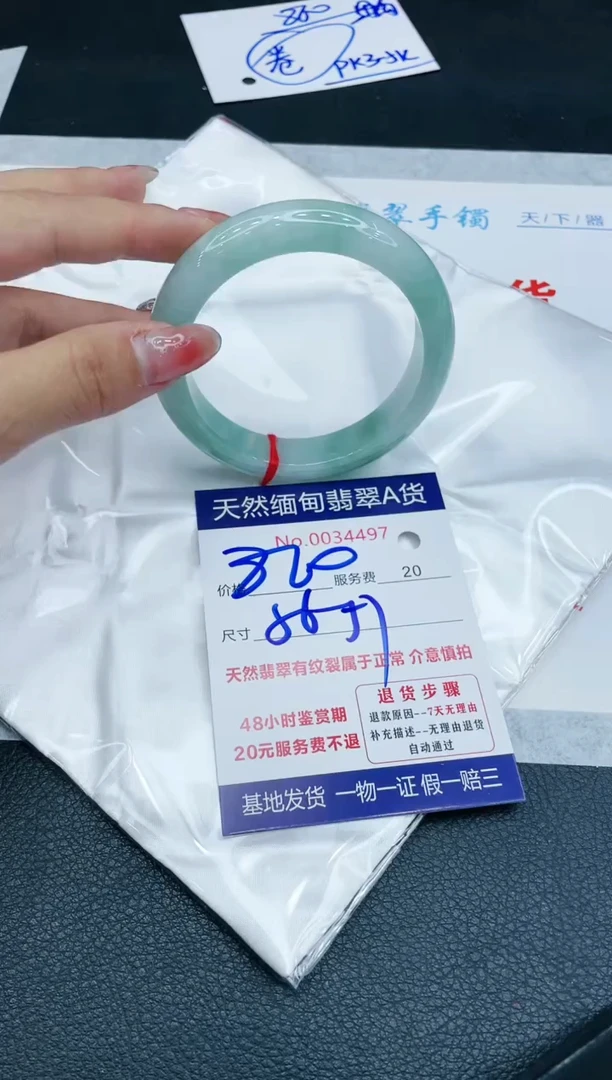 卷
翠手镯 天/下/器
货
天然缅甸翡翠A货
No.0034497
价格 320 服务费 20
尺寸
天然翡翠有纹裂属于正常 介意慎拍
48小时鉴赏期
20元服务费不退
退货步骤
退款原因--7天无理由
补充描述--无理由退货
自动通过
基地发货 一物一证 假一赔三